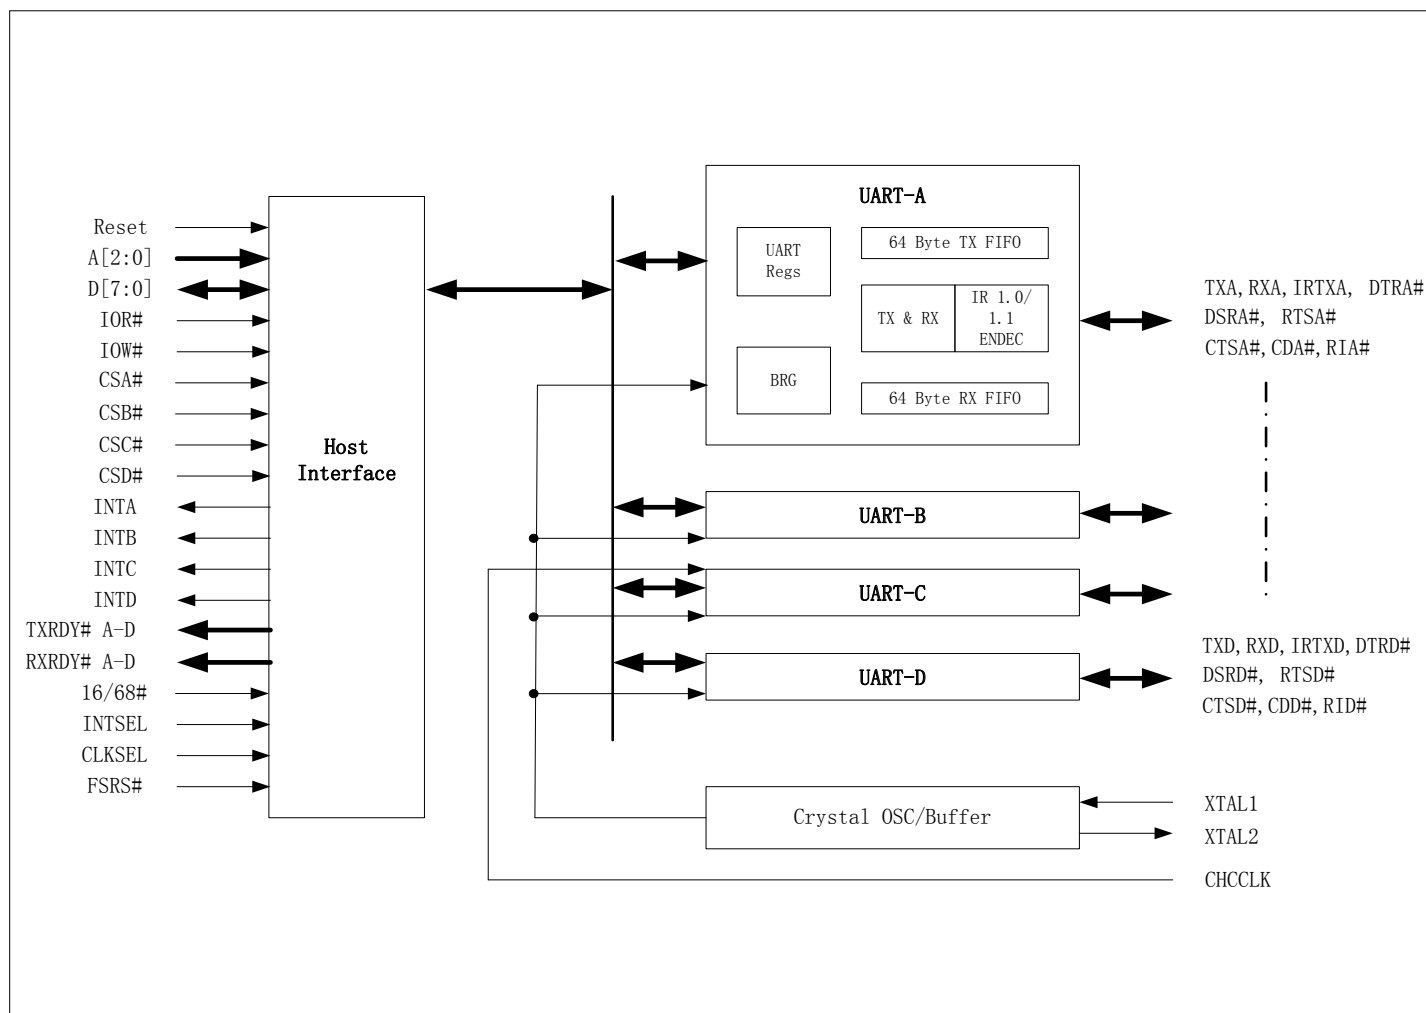 Reset
A[2:0]
D[7:0]
IOR#
IOW#
CSA#
CSB#
CSC#
CSD#
INTA
INTB
INTC
INTD
TXRDY# A-D
RXRDY# A-D
16/68#
INTSEL
CLKSEL
FSRS#
Host
Interface
UART-A
UART
Regs
BRG
64 Byte TX FIFO
TX & RX
IR 1.0/
1.1
ENDEC
64 Byte RX FIFO
UART-B
UART-C
UART-D
Crystal OSC/Buffer
TXA, RXA, IRTXA, DTRA#
DSRA#, RTSA#
CTSA#, CDA#, RIA#
TXD, RXD, IRTXD, DTRD#
DSRD#, RTSD#
CTSD#, CDD#, RID#
XTAL1
XTAL2
CHCCLK